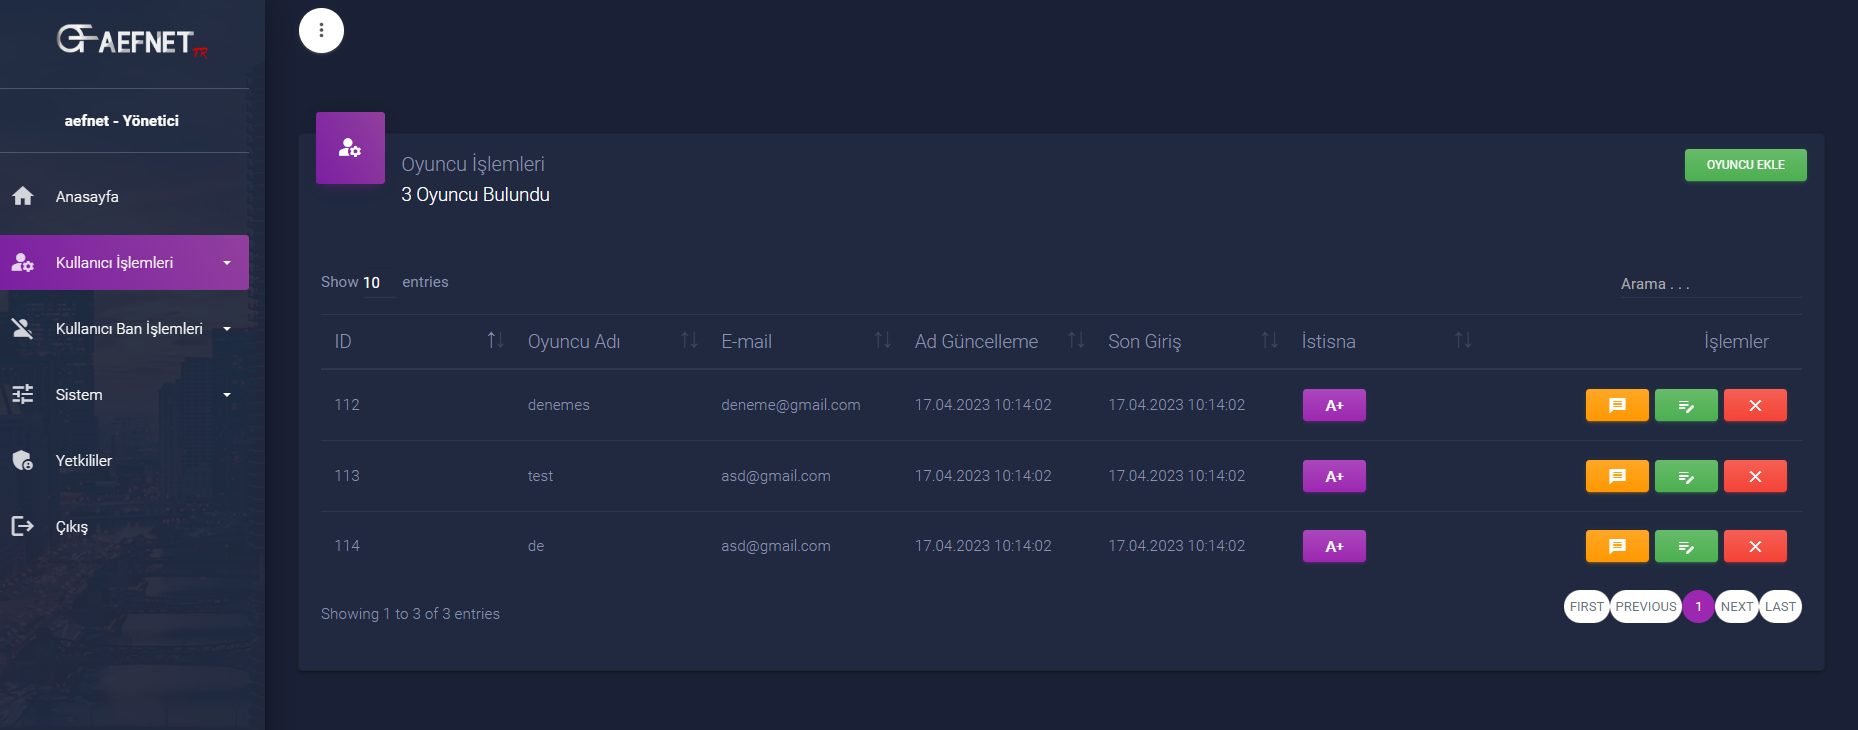 AEFNET TR
aefnet - Yönetici
Anasayfa
Kullanıcı İşlemleri
Kullanıcı Ban İşlemleri
Sistem
Yetkililer
Çıkış
Oyuncu İşlemleri
3 Oyuncu Bulundu
OYUNCU EKLE
Show 10 entries
Arama . . .
ID Oyuncu Adı E-mail Ad Güncelleme Son Giriş İstisna İşlemler
112 denemes deneme@gmail.com 17.04.2023 10:14:02 17.04.2023 10:14:02 A+
113 test asd@gmail.com 17.04.2023 10:14:02 17.04.2023 10:14:02 A+
114 de asd@gmail.com 17.04.2023 10:14:02 17.04.2023 10:14:02 A+
Showing 1 to 3 of 3 entries
FIRST PREVIOUS 1 NEXT LAST